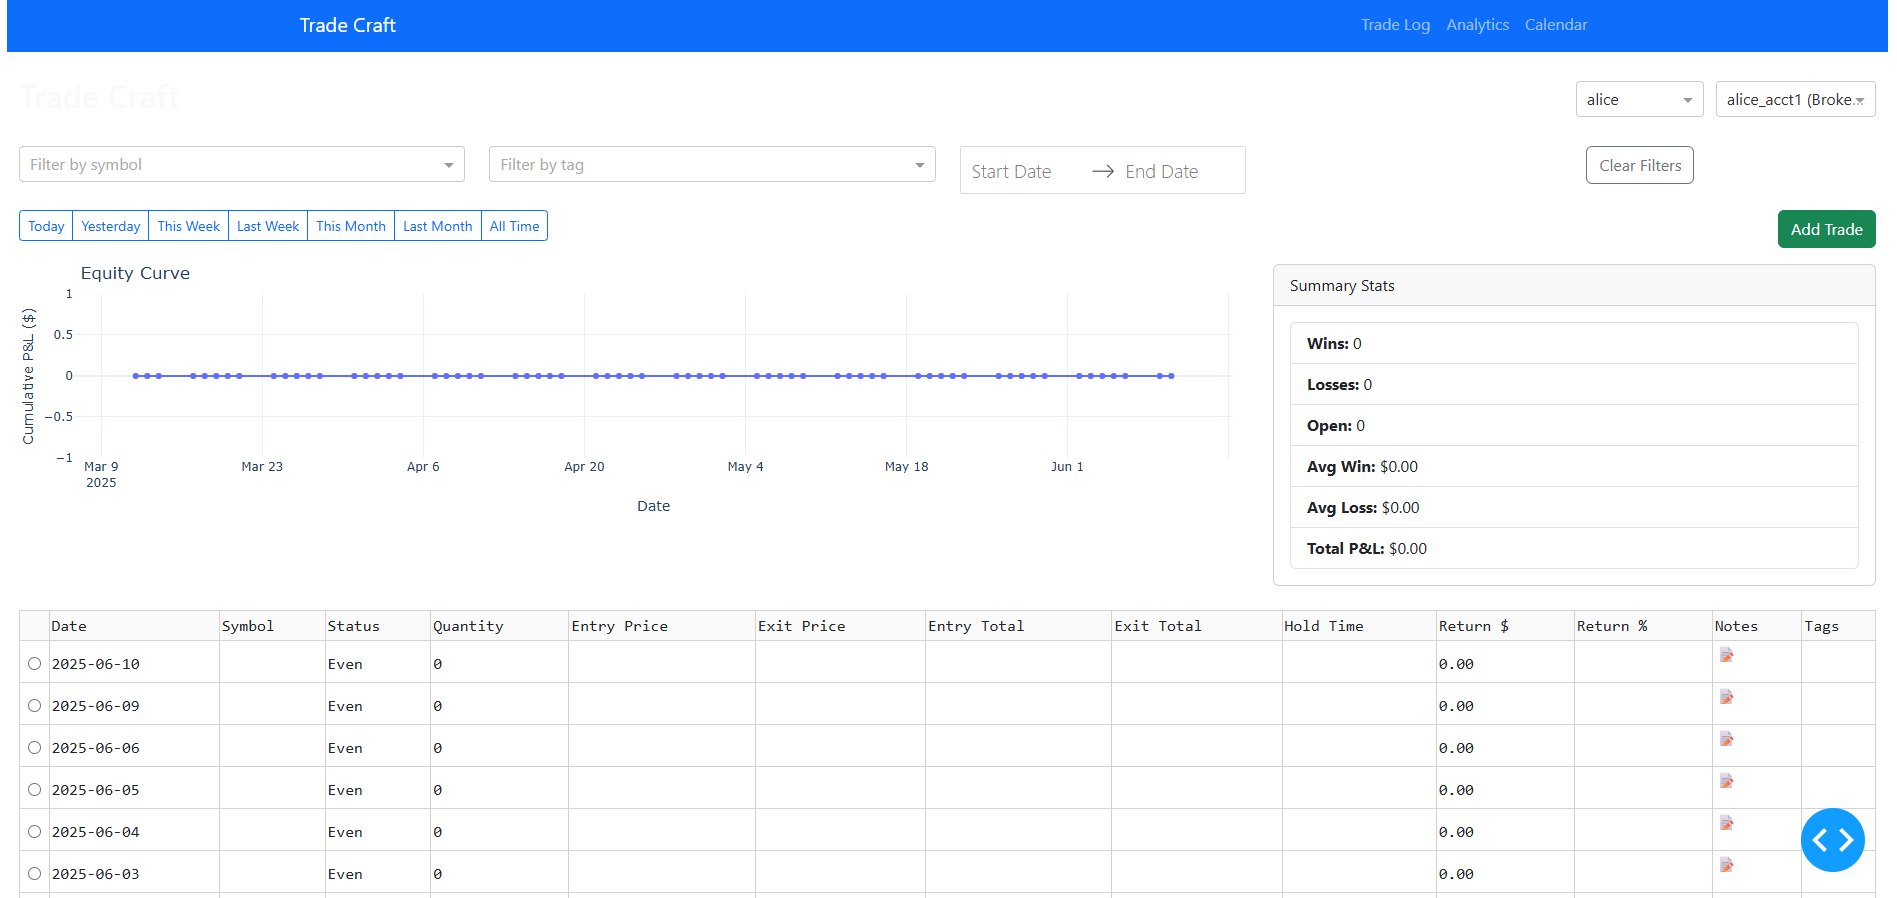 Trade Craft
Trade Log Analytics Calendar
Trade Craft
alice
alice_acct1 (Broke...
Filter by symbol
Filter by tag
Start Date → End Date
Clear Filters
Today Yesterday This Week Last Week This Month Last Month All Time
Add Trade
Equity Curve
Cumulative P&L ($)
1
0.5
0
−0.5
−1
Mar 9
2025
Mar 23
Apr 6
Apr 20
May 4
May 18
Jun 1
Date
Summary Stats
Wins: 0
Losses: 0
Open: 0
Avg Win: $0.00
Avg Loss: $0.00
Total P&L: $0.00
Date Symbol Status Quantity Entry Price Exit Price Entry Total Exit Total Hold Time Return $ Return % Notes Tags
2025-06-10 Even 0 0.00
2025-06-09 Even 0 0.00
2025-06-06 Even 0 0.00
2025-06-05 Even 0 0.00
2025-06-04 Even 0 0.00
2025-06-03 Even 0 0.00